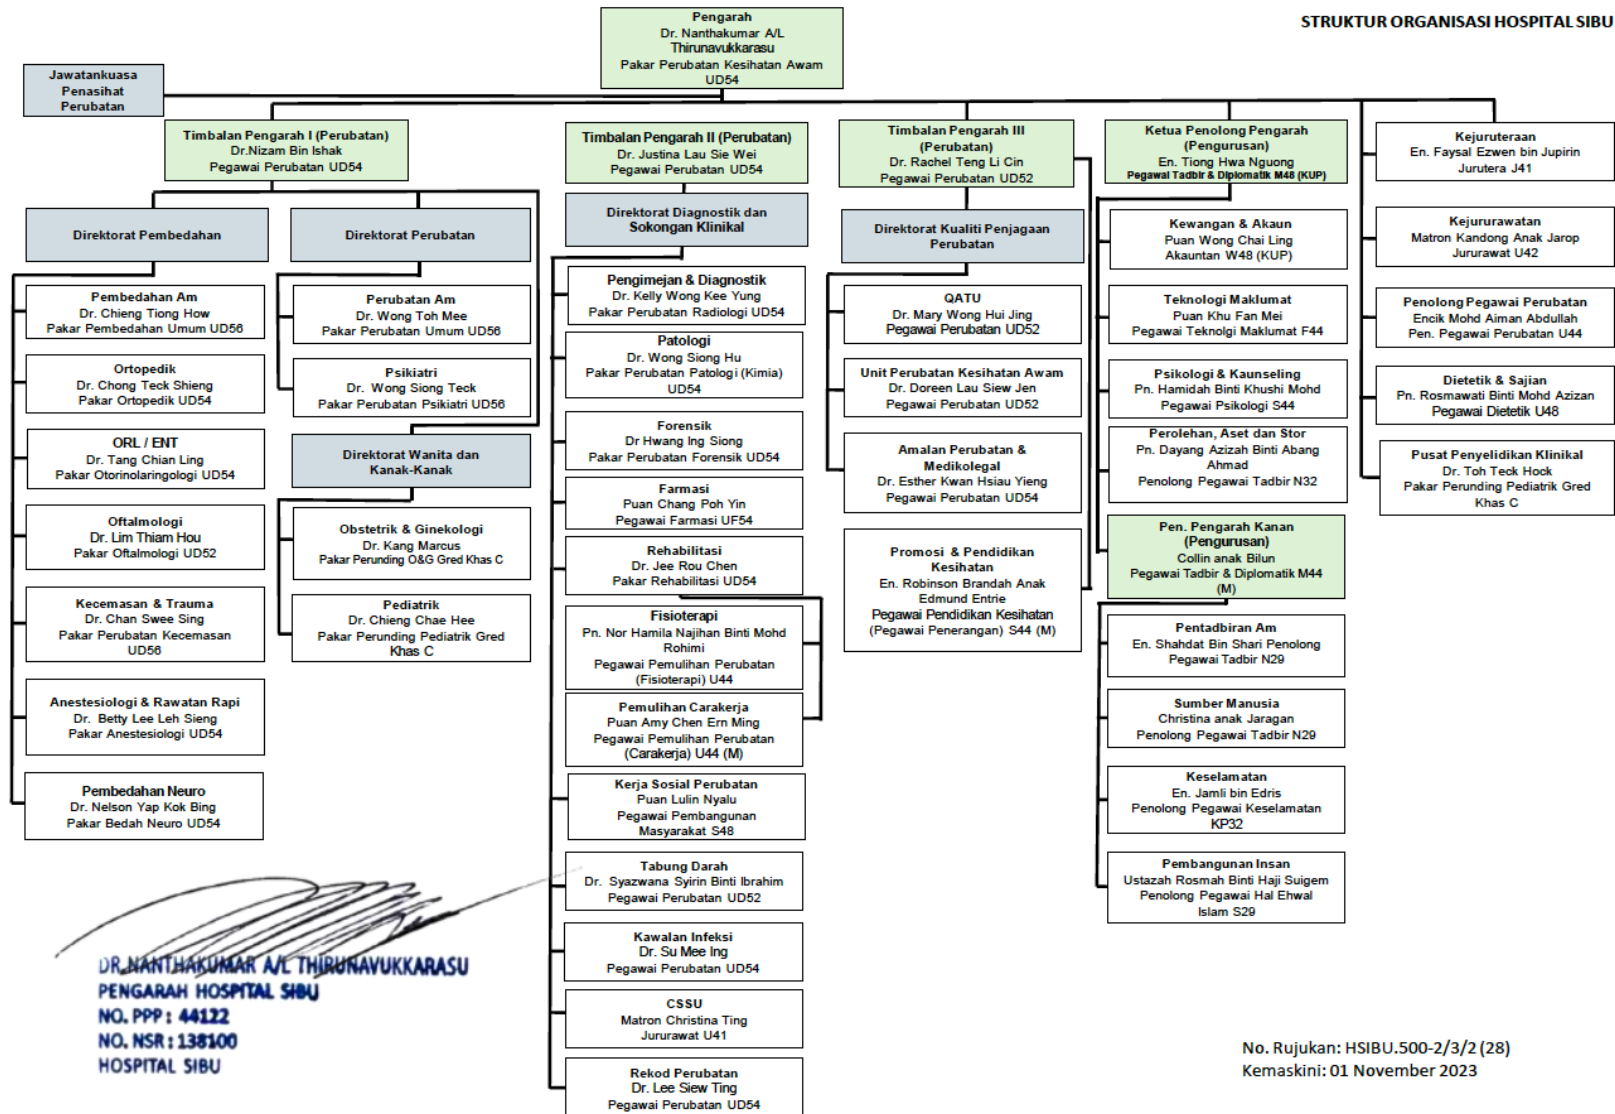 STRUKTUR ORGANISASI HOSPITAL SIBU
Pengarah
Dr. Nanthakumar A/L
Thirunavukkarasu
Pakar Perubatan Kesihatan Awam
UD54
Jawatankuasa
Penasihat
Perubatan
Timbalan Pengarah I (Perubatan)
Dr.Nizam Bin Ishak
Pegawai Perubatan UD54
Direktorat Pembedahan
Pembedahan Am
Dr. Chieng Tiong How
Pakar Pembedahan Umum UD56
Ortopedik
Dr. Chong Teck Shieng
Pakar Ortopedik UD54
ORL / ENT
Dr. Tang Chian Ling
Pakar Otorinolaringologi UD54
Oftalmologi
Dr. Lim Thiam Hou
Pakar Oftalmologi UD52
Kecemasan & Trauma
Dr. Chan Swee Sing
Pakar Perubatan Kecemasan
UD56
Anestesiologi & Rawatan Rapi
Dr. Betty Lee Leh Sieng
Pakar Anestesiologi UD54
Pembedahan Neuro
Dr. Nelson Yap Kok Bing
Pakar Bedah Neuro UD54
Direktorat Perubatan
Perubatan Am
Dr. Wong Toh Mee
Pakar Perubatan Umum UD56
Psikiatri
Dr. Wong Siong Teck
Pakar Perubatan Psikiatri UD56
Direktorat Wanita dan
Kanak-Kanak
Obstetrik & Ginekologi
Dr. Kang Marcus
Pakar Perunding O&G Gred Khas C
Pediatrik
Dr. Chieng Chae Hee
Pakar Perunding Pediatrik Gred
Khas C
Timbalan Pengarah II (Perubatan)
Dr. Justina Lau Sie Wei
Pegawai Perubatan UD54
Direktorat Diagnostik dan
Sokongan Klinikal
Pengimejan & Diagnostik
Dr. Kelly Wong Kee Yung
Pakar Perubatan Radiologi UD54
Patologi
Dr. Wong Siong Hu
Pakar Perubatan Patologi (Kimia)
UD54
Forensik
Dr Hwang Ing Siong
Pakar Perubatan Forensik UD54
Farmasi
Puan Chang Poh Yin
Pegawai Farmasi UF54
Rehabilitasi
Dr. Jee Rou Chen
Pakar Rehabilitasi UD54
Fisioterapi
Pn. Nor Hamila Najihan Binti Mohd
Rohimi
Pegawai Pemulihan Perubatan
(Fisioterapi) U44
Pemulihan Carakerja
Puan Amy Chen Ern Ming
Pegawai Pemulihan Perubatan
(Carakerja) U44 (M)
Kerja Sosial Perubatan
Puan Lulin Nyalu
Pegawai Pembangunan
Masyarakat S48
Tabung Darah
Dr. Syazwana Syirin Binti Ibrahim
Pegawai Perubatan UD52
Kawalan Infeksi
Dr. Su Mee Ing
Pegawai Perubatan UD54
CSSU
Matron Christina Ting
Jururawat U41
Rekod Perubatan
Dr. Lee Siew Ting
Pegawai Perubatan UD54
Timbalan Pengarah III
(Perubatan)
Dr. Rachel Teng Li Cin
Pegawai Perubatan UD52
Direktorat Kualiti Penjagaan
Perubatan
QATU
Dr. Mary Wong Hui Jing
Pegawai Perubatan UD52
Unit Perubatan Kesihatan Awam
Dr. Doreen Lau Siew Jen
Pegawai Perubatan UD52
Amalan Perubatan &
Medikolegal
Dr. Esther Kwan Hsiau Yieng
Pegawai Perubatan UD54
Promosi & Pendidikan
Kesihatan
En. Robinson Brandah Anak
Edmund Entrie
Pegawai Pendidikan Kesihatan
(Pegawai Penerangan) S44 (M)
Ketua Penolong Pengarah
(Pengurusan)
En. Tiong Hwa Nguong
Pegawai Tadbir & Diplomatik M48 (KUP)
Kewangan & Akaun
Puan Wong Chai Ling
Akauntan W48 (KUP)
Teknologi Maklumat
Puan Khu Fan Mei
Pegawai Teknolgi Maklumat F44
Psikologi & Kaunseling
Pn. Hamidah Binti Khushi Mohd
Pegawai Psikologi S44
Perolehan, Aset dan Stor
Pn. Dayang Azizah Binti Abang
Ahmad
Penolong Pegawai Tadbir N32
Pen. Pengarah Kanan
(Pengurusan)
Collin anak Bilun
Pegawai Tadbir & Diplomatik M44
(M)
Pentadbiran Am
En. Shahdat Bin Shari Penolong
Pegawai Tadbir N29
Sumber Manusia
Christina anak Jaragan
Penolong Pegawai Tadbir N29
Keselamatan
En. Jamli bin Edris
Penolong Pegawai Keselamatan
KP32
Pembangunan Insan
Ustazah Rosmah Binti Haji Suigem
Penolong Pegawai Hal Ehwal
Islam S29
Kejuruteraan
En. Faysal Ezwen bin Jupirin
Jurutera J41
Kejururawatan
Matron Kandong Anak Jarop
Jururawat U42
Penolong Pegawai Perubatan
Encik Mohd Aiman Abdullah
Pen. Pegawai Perubatan U44
Dietetik & Sajian
Pn. Rosmawati Binti Mohd Azizan
Pegawai Dietetik U48
Pusat Penyelidikan Klinikal
Dr. Toh Teck Hock
Pakar Perunding Pediatrik Gred
Khas C
DR NANTHAKUMAR A/L THIRUNAVUKKARASU
PENGARAH HOSPITAL SIBU
NO. PPP : 44122
NO. NSR : 138100
HOSPITAL SIBU
No. Rujukan: HSIBU.500-2/3/2 (28)
Kemaskini: 01 November 2023